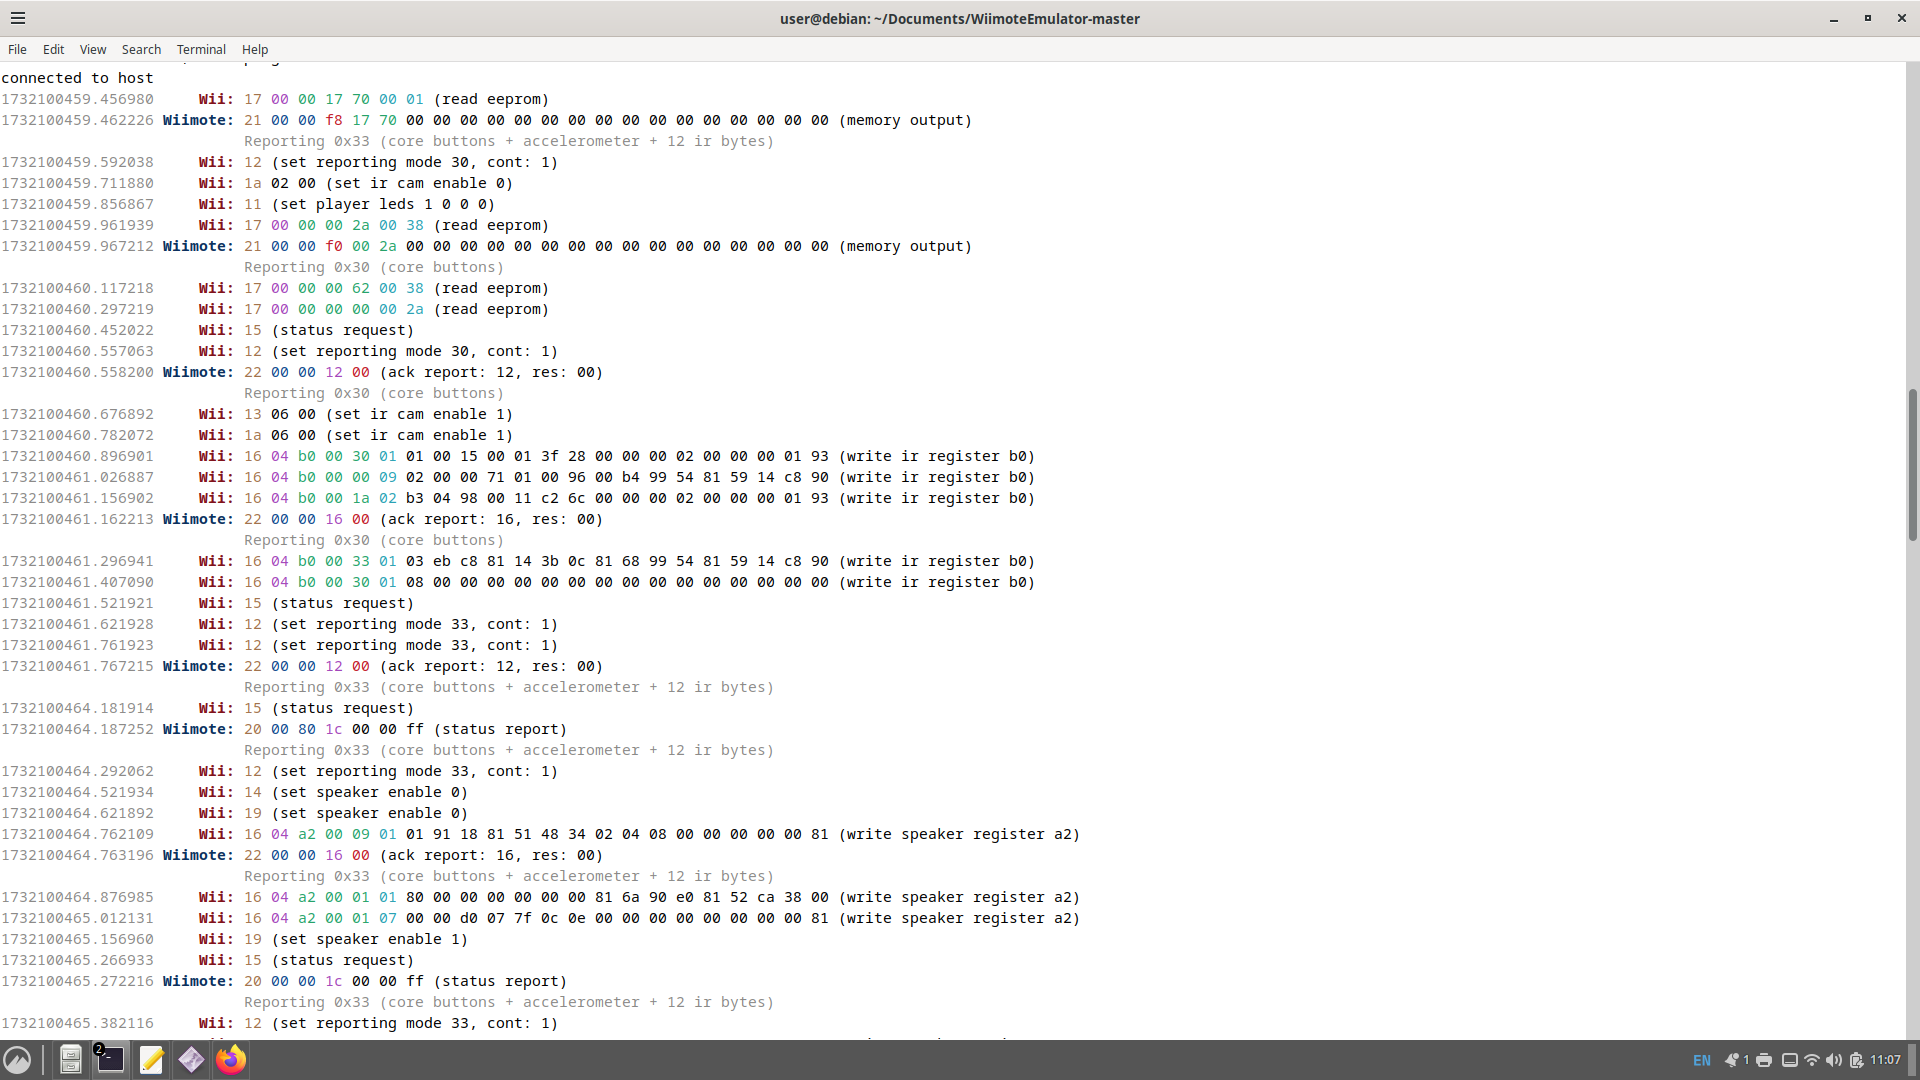 user@debian: ~/Documents/WiimoteEmulator-master
File Edit View Search Terminal Help
connected to host
1732100459.456980 Wii: 17 00 00 17 70 00 01 (read eeprom)
1732100459.462226 Wiimote: 21 00 00 f8 17 70 00 00 00 00 00 00 00 00 00 00 00 00 00 00 00 00 (memory output)
Reporting 0x33 (core buttons + accelerometer + 12 ir bytes)
1732100459.592038 Wii: 12 (set reporting mode 30, cont: 1)
1732100459.711880 Wii: 1a 02 00 (set ir cam enable 0)
1732100459.856867 Wii: 11 (set player leds 1 0 0 0)
1732100459.961939 Wii: 17 00 00 00 2a 00 38 (read eeprom)
1732100459.967212 Wiimote: 21 00 00 f0 00 2a 00 00 00 00 00 00 00 00 00 00 00 00 00 00 00 00 (memory output)
Reporting 0x30 (core buttons)
1732100460.117218 Wii: 17 00 00 00 62 00 38 (read eeprom)
1732100460.297219 Wii: 17 00 00 00 00 00 2a (read eeprom)
1732100460.452022 Wii: 15 (status request)
1732100460.557063 Wii: 12 (set reporting mode 30, cont: 1)
1732100460.558200 Wiimote: 22 00 00 12 00 (ack report: 12, res: 00)
Reporting 0x30 (core buttons)
1732100460.676892 Wii: 13 06 00 (set ir cam enable 1)
1732100460.782072 Wii: 1a 06 00 (set ir cam enable 1)
1732100460.896901 Wii: 16 04 b0 00 30 01 01 00 15 00 01 3f 28 00 00 00 02 00 00 00 01 93 (write ir register b0)
1732100461.026887 Wii: 16 04 b0 00 00 09 02 00 00 71 01 00 96 00 b4 99 54 81 59 14 c8 90 (write ir register b0)
1732100461.156902 Wii: 16 04 b0 00 1a 02 b3 04 98 00 11 c2 6c 00 00 00 02 00 00 00 01 93 (write ir register b0)
1732100461.162213 Wiimote: 22 00 00 16 00 (ack report: 16, res: 00)
Reporting 0x30 (core buttons)
1732100461.296941 Wii: 16 04 b0 00 33 01 03 eb c8 81 14 3b 0c 81 68 99 54 81 59 14 c8 90 (write ir register b0)
1732100461.407090 Wii: 16 04 b0 00 30 01 08 00 00 00 00 00 00 00 00 00 00 00 00 00 00 00 (write ir register b0)
1732100461.521921 Wii: 15 (status request)
1732100461.621928 Wii: 12 (set reporting mode 33, cont: 1)
1732100461.761923 Wii: 12 (set reporting mode 33, cont: 1)
1732100461.767215 Wiimote: 22 00 00 12 00 (ack report: 12, res: 00)
Reporting 0x33 (core buttons + accelerometer + 12 ir bytes)
1732100464.181914 Wii: 15 (status request)
1732100464.187252 Wiimote: 20 00 80 1c 00 00 ff (status report)
Reporting 0x33 (core buttons + accelerometer + 12 ir bytes)
1732100464.292062 Wii: 12 (set reporting mode 33, cont: 1)
1732100464.521934 Wii: 14 (set speaker enable 0)
1732100464.621892 Wii: 19 (set speaker enable 0)
1732100464.762109 Wii: 16 04 a2 00 09 01 01 91 18 81 51 48 34 02 04 08 00 00 00 00 00 81 (write speaker register a2)
1732100464.763196 Wiimote: 22 00 00 16 00 (ack report: 16, res: 00)
Reporting 0x33 (core buttons + accelerometer + 12 ir bytes)
1732100464.876985 Wii: 16 04 a2 00 01 01 80 00 00 00 00 00 00 81 6a 90 e0 81 52 ca 38 00 (write speaker register a2)
1732100465.012131 Wii: 16 04 a2 00 01 07 00 00 d0 07 7f 0c 0e 00 00 00 00 00 00 00 00 81 (write speaker register a2)
1732100465.156960 Wii: 19 (set speaker enable 1)
1732100465.266933 Wii: 15 (status request)
1732100465.272216 Wiimote: 20 00 00 1c 00 00 ff (status report)
Reporting 0x33 (core buttons + accelerometer + 12 ir bytes)
1732100465.382116 Wii: 12 (set reporting mode 33, cont: 1)
2
EN 1 11:07